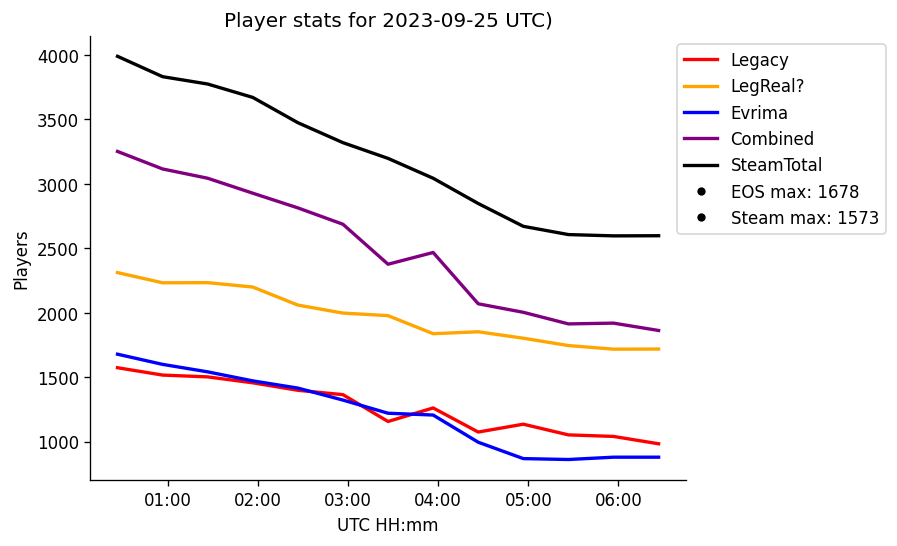 Player stats for 2023-09-25 UTC)
4000
3500
3000
2500
2000
1500
1000
Players
01:00 02:00 03:00 04:00 05:00 06:00
UTC HH:mm
Legacy
LegReal?
Evrima
Combined
SteamTotal
EOS max: 1678
Steam max: 1573